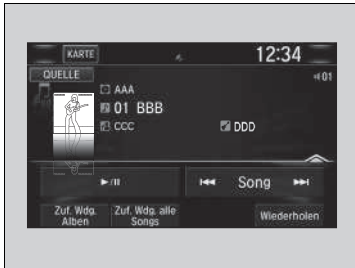 KARTE
12:34
QUELLE
01
AAA
01 BBB
CCC
DDD
Song
Zuf. Wdg. Alben
Zuf. Wdg. alle Songs
Wiederholen